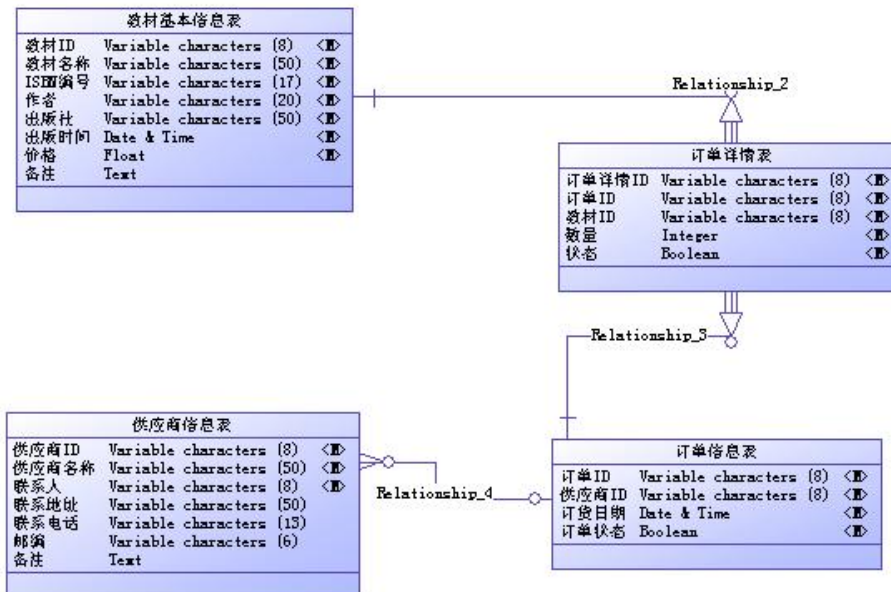 教材基本信息表
教材ID Variable characters (8) <M>
教材名称 Variable characters (50) <M>
ISBN编号 Variable characters (17) <M>
作者 Variable characters (20) <M>
出版社 Variable characters (50) <M>
出版时间 Date & Time <M>
价格 Float <M>
备注 Text
Relationship_2
订单详情表
订单详情ID Variable characters (8) <M>
订单ID Variable characters (8) <M>
教材ID Variable characters (8) <M>
数量 Integer <M>
状态 Boolean <M>
Relationship_3
供应商信息表
供应商ID Variable characters (8) <M>
供应商名称 Variable characters (50) <M>
联系人 Variable characters (8) <M>
联系地址 Variable characters (50)
联系电话 Variable characters (13)
邮编 Variable characters (6)
备注 Text
Relationship_4
订单信息表
订单ID Variable characters (8) <M>
供应商ID Variable characters (8) <M>
订货日期 Date & Time <M>
订单状态 Boolean <M>